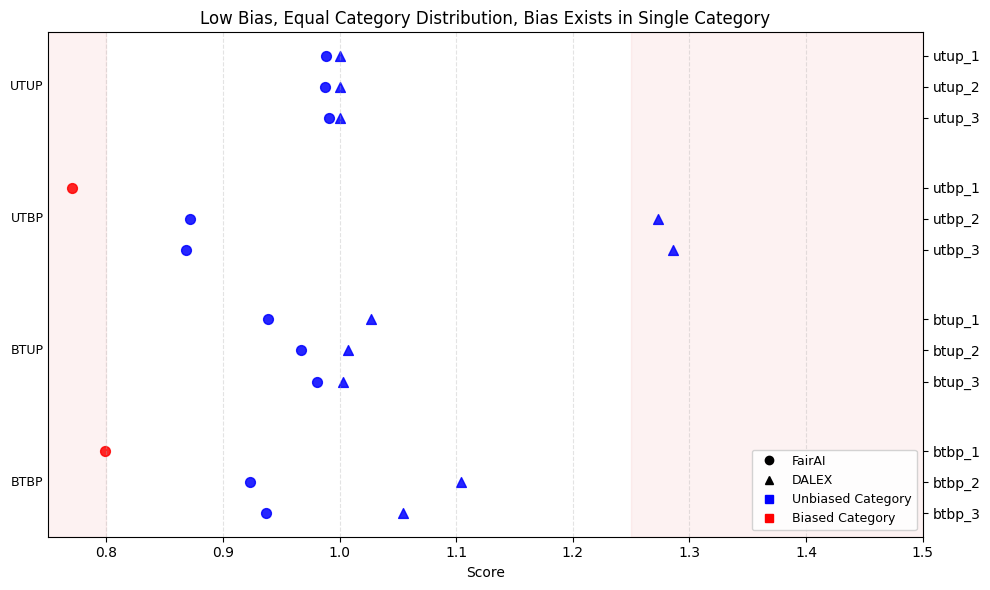 Low Bias, Equal Category Distribution, Bias Exists in Single Category
UTUP
UTBP
BTUP
BTBP
utup_1
utup_2
utup_3
utbp_1
utbp_2
utbp_3
btup_1
btup_2
btup_3
btbp_1
btbp_2
btbp_3
FairAI
DALEX
Unbiased Category
Biased Category
0.8 0.9 1.0 1.1 1.2 1.3 1.4 1.5
Score